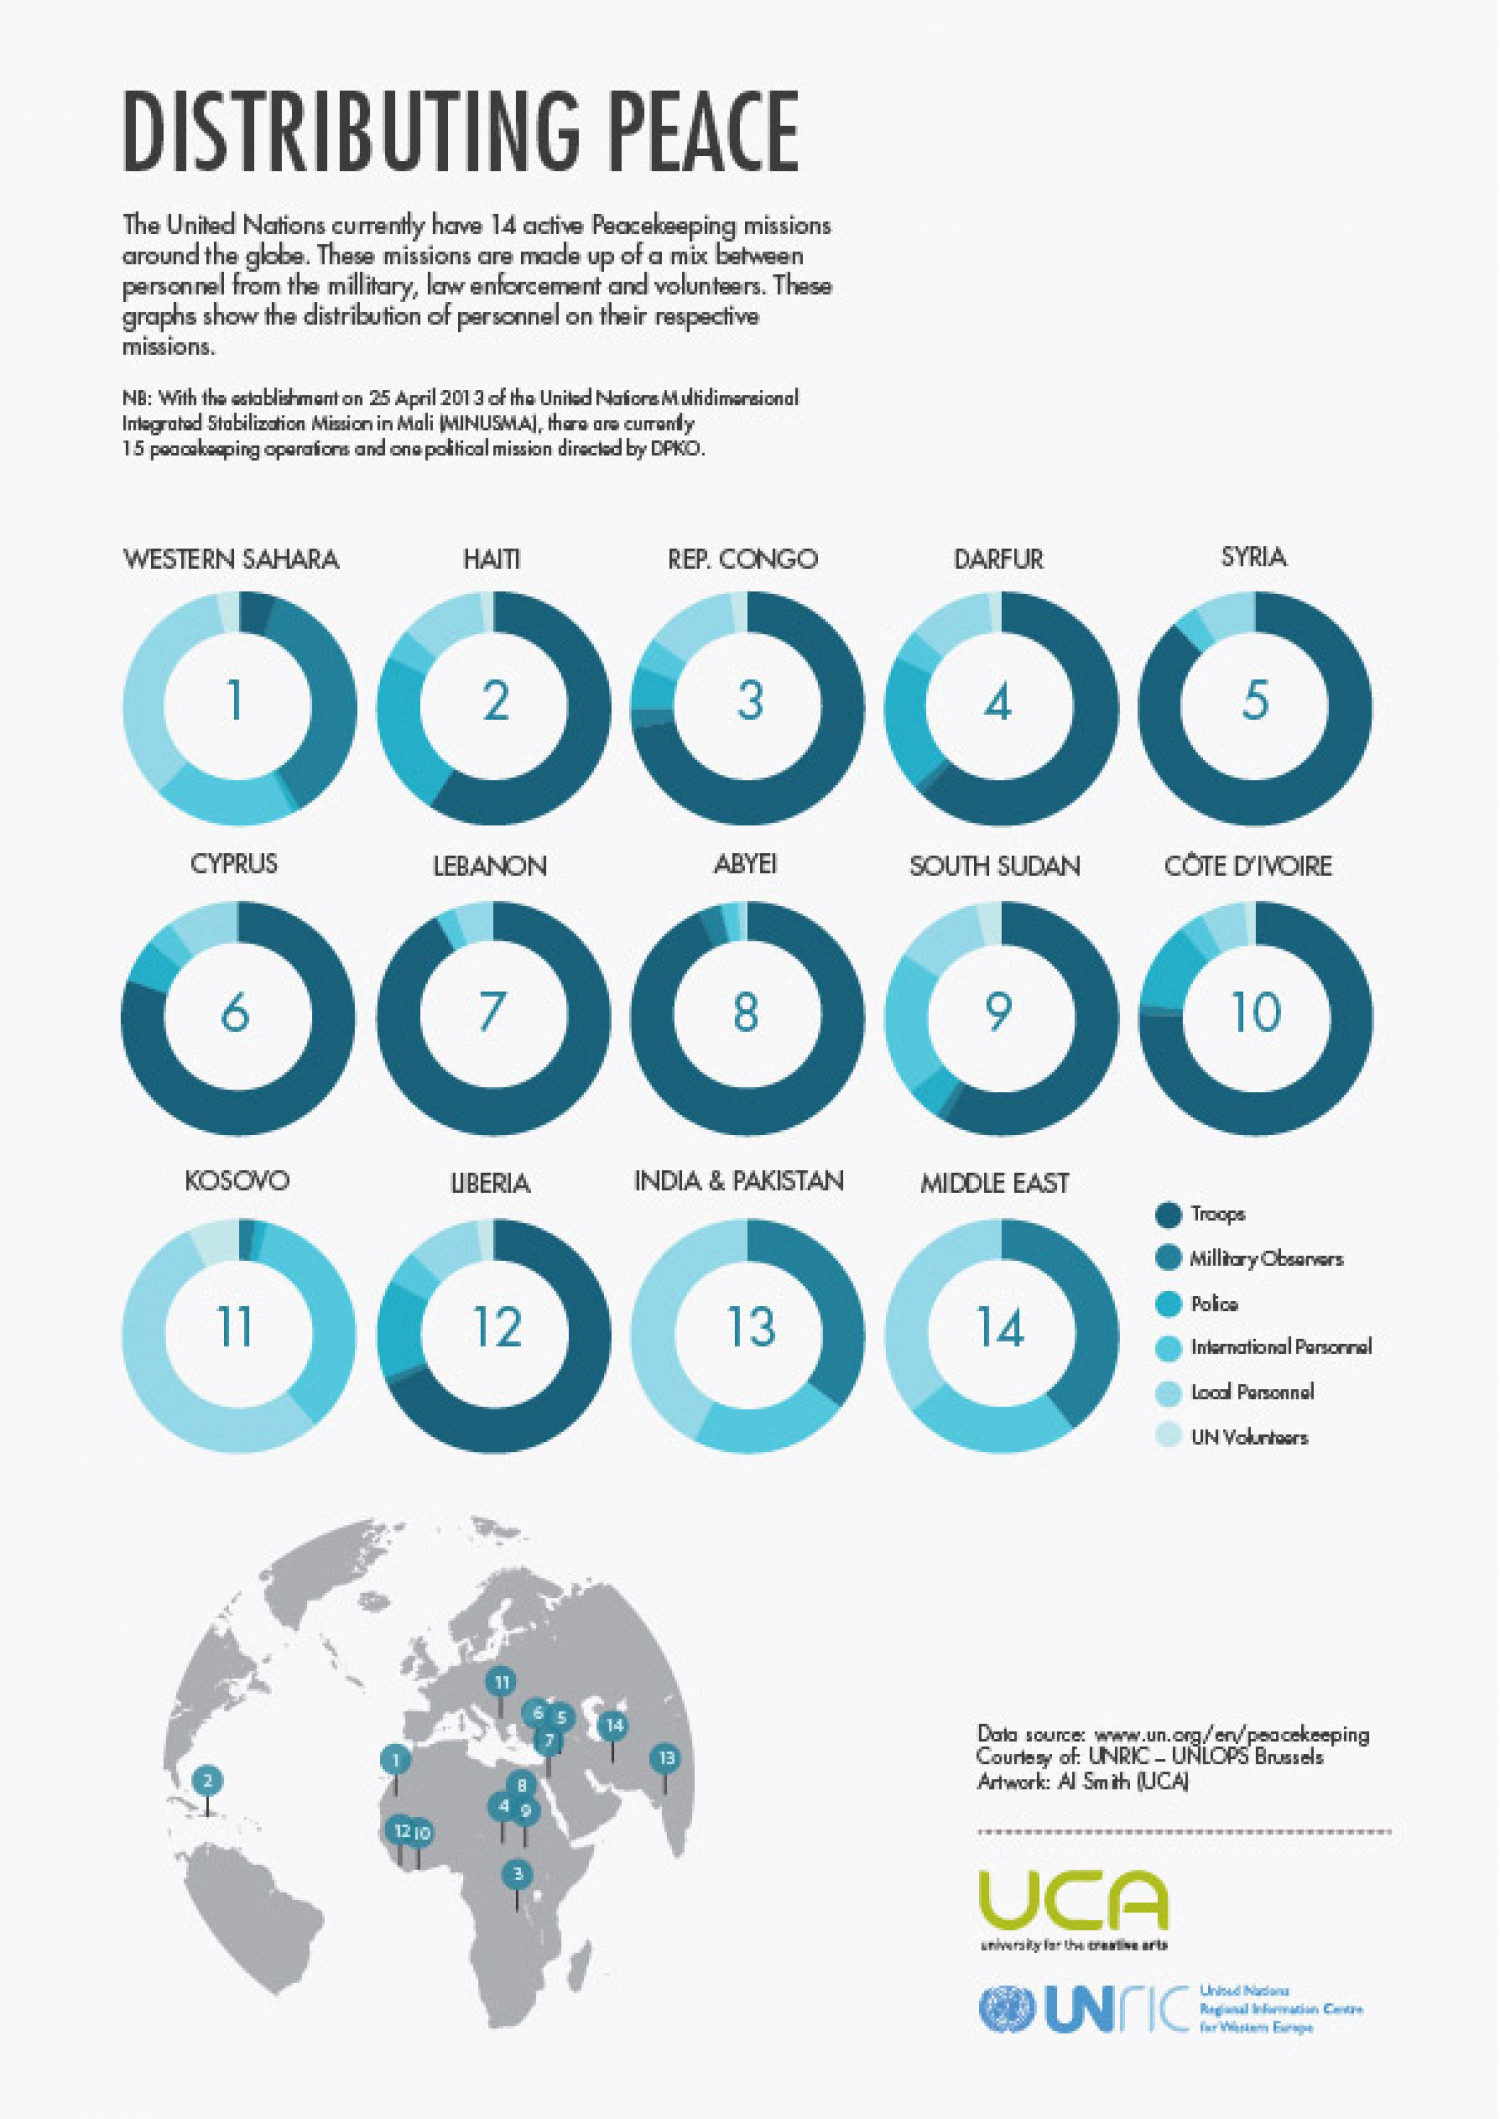 DISTRIBUTING PEACE
The United Nations currently have 14 active Peacekeeping missions
around the globe. These missions are made up of a mix between
personnel from the millitary, law enforcement and volunteers. These
graphs show the distribution of personnel on their respective
missions.
NB: With the establishment on 25 April 2013 of the United Nations Multidimensional
Integrated Stabilization Mission in Mali (MINUSMA), there are currently
15 peacekeeping operations and one political mission directed by DPKO.
WESTERN SAHARA
HAITI
REP. CONGO
DARFUR
SYRIA
1
2
3
4
5
CYPRUS
LEBANON
ABYEI
SOUTH SUDAN
CÔTE D'IVOIRE
6
7
8
9
10
KOSOVO
LIBERIA
INDIA & PAKISTAN
MIDDLE EAST
11
12
13
14
Troops
Millitary Observers
Police
International Personnel
Local Personnel
UN Volunteers
11
6
5
14
7
1
13
2
8
4
9
12
10
3
Data source: www.un.org/en/peacekeeping
Courtesy of: UNRIC – UNLOPS Brussels
Artwork: Al Smith (UCA)
UCA
university for the creative arts
UNRIC
United Nations
Regional Information Centre
for Western Europe